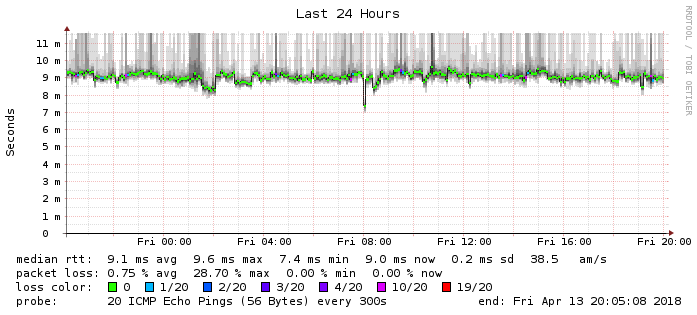 Last 24 Hours
RRDTOOL / TOBI OETIKER
Seconds
11 m
10 m
9 m
8 m
7 m
6 m
5 m
4 m
3 m
2 m
1 m
0
Fri 00:00 Fri 04:00 Fri 08:00 Fri 12:00 Fri 16:00 Fri 20:00
median rtt: 9.1 ms avg 9.6 ms max 7.4 ms min 9.0 ms now 0.2 ms sd 38.5 am/s
packet loss: 0.75 % avg 28.70 % max 0.00 % min 0.00 % now
loss color: 0 1/20 2/20 3/20 4/20 10/20 19/20
probe: 20 ICMP Echo Pings (56 Bytes) every 300s end: Fri Apr 13 20:05:08 2018